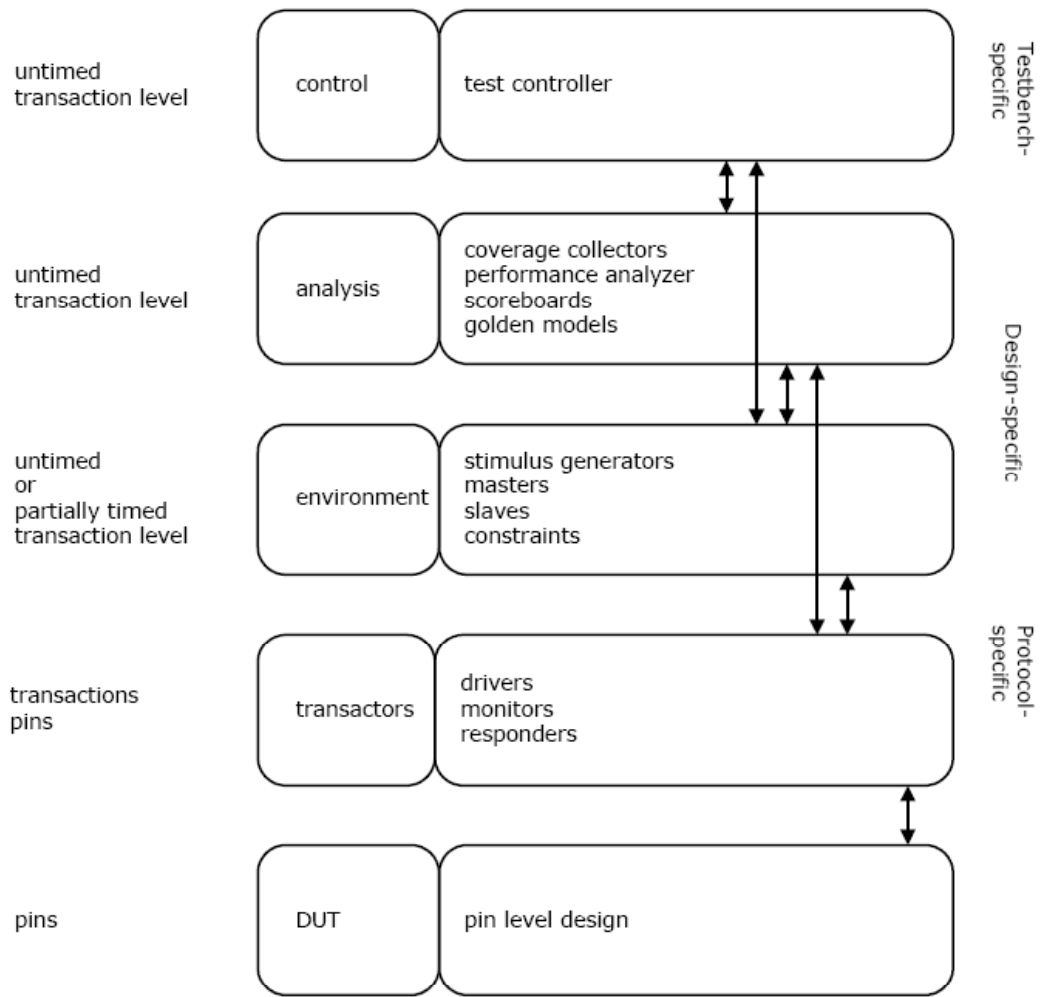 untimed
transaction level
control
test controller
Testbench-
specific
untimed
transaction level
analysis
coverage collectors
performance analyzer
scoreboards
golden models
Design-specific
untimed
or
partially timed
transaction level
environment
stimulus generators
masters
slaves
constraints
transactions
pins
transactors
drivers
monitors
responders
Protocol-
specific
pins
DUT
pin level design